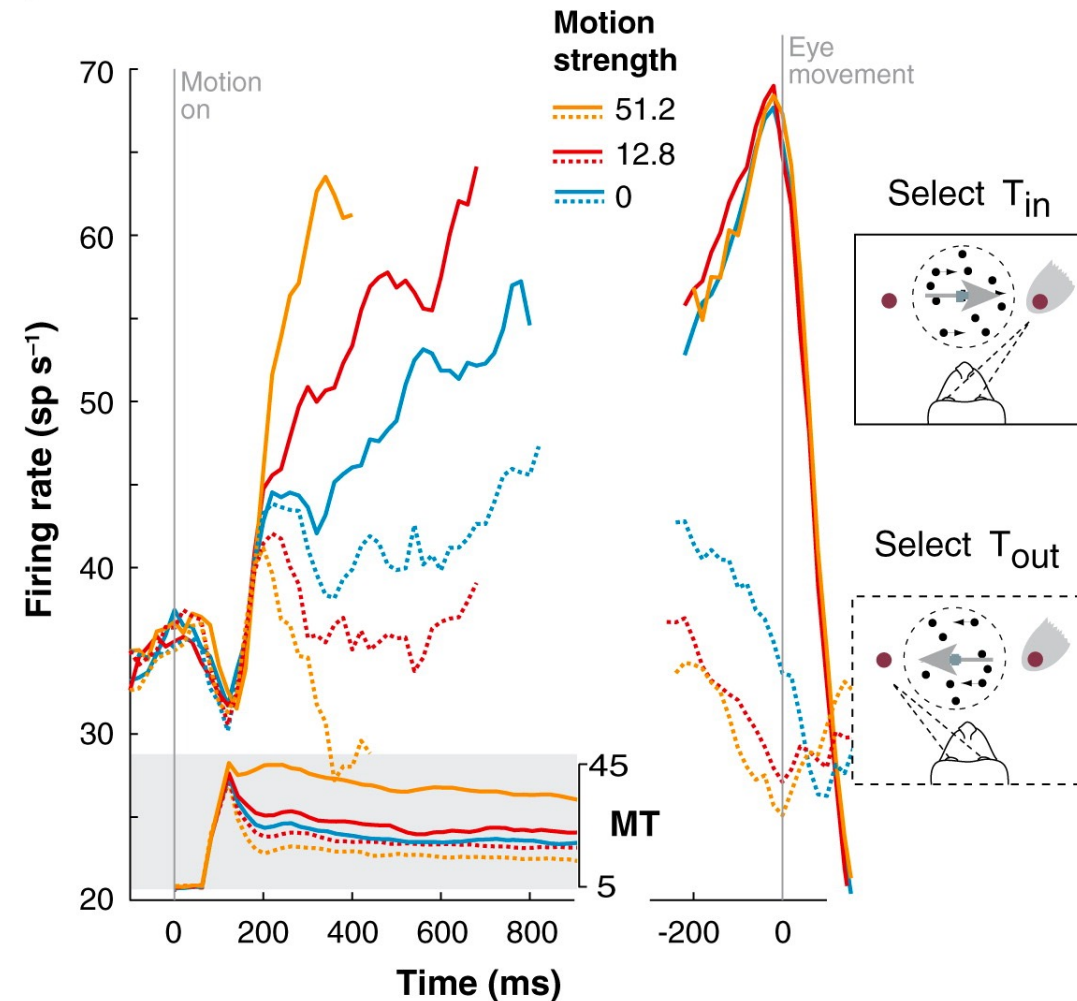 Motion
strength
51.2
12.8
0
Motion
on
Eye
movement
70
60
50
40
30
20
Firing rate (sp s⁻¹)
45
MT
5
0 200 400 600 800
-200 0
Time (ms)
Select T_in
Select T_out